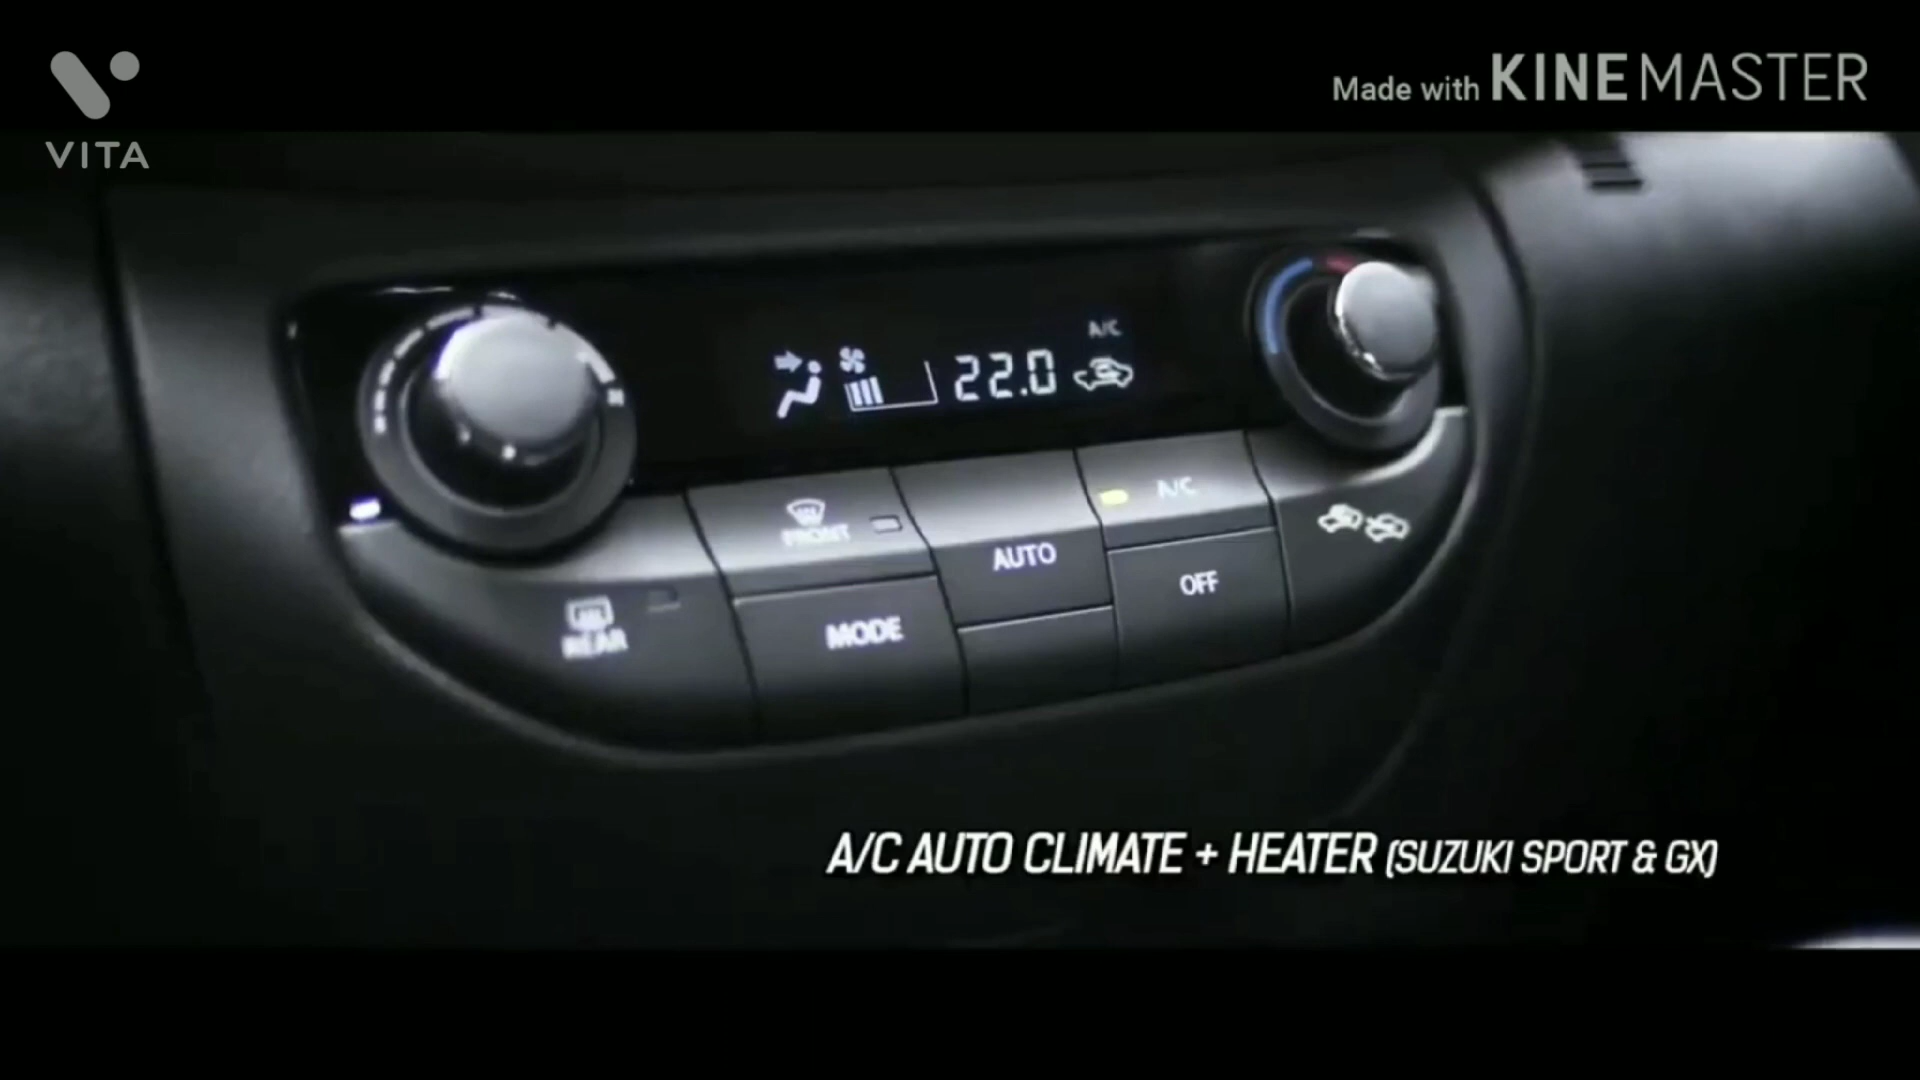 VITA
Made with KINEMASTER
A/C
22.0
A/C
FRONT
AUTO
OFF
REAR
MODE
A/C AUTO CLIMATE + HEATER (SUZUKI SPORT & GX)